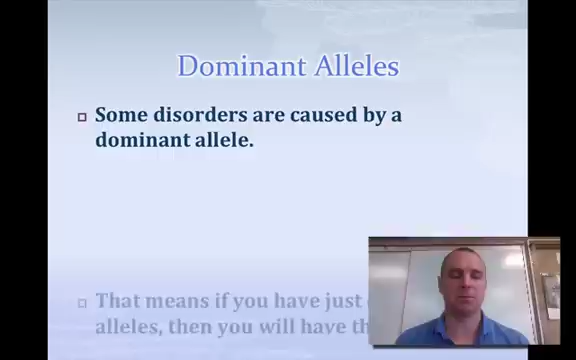 Dominant Alleles
Some disorders are caused by a
dominant allele.
That means if you have just
alleles, then you will have